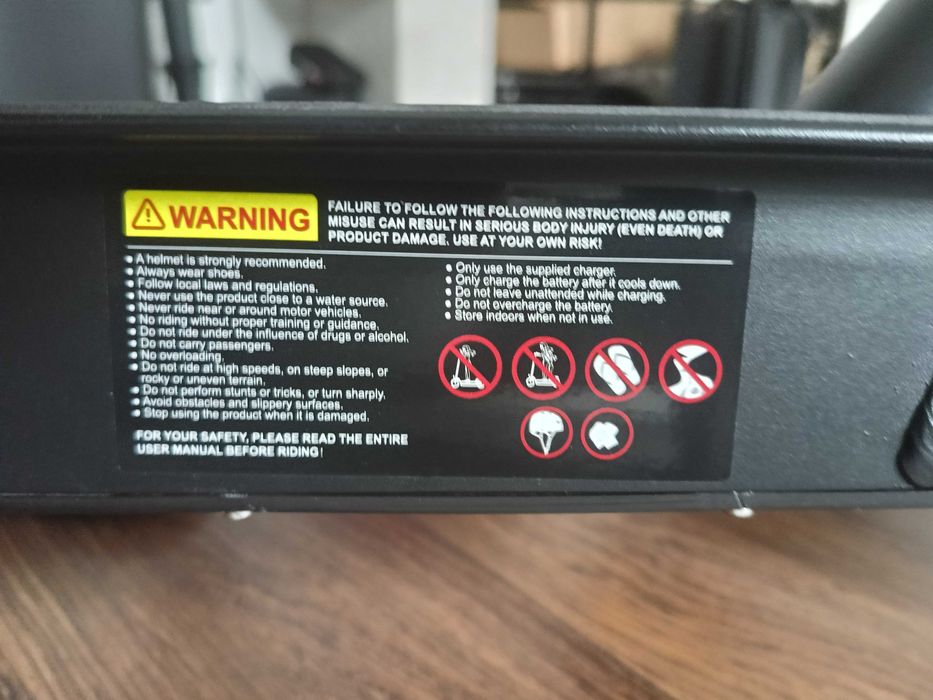 WARNING
FAILURE TO FOLLOW THE FOLLOWING INSTRUCTIONS AND OTHER
MISUSE CAN RESULT IN SERIOUS BODY INJURY (EVEN DEATH) OR
PRODUCT DAMAGE. USE AT YOUR OWN RISK!
• A helmet is strongly recommended.
• Always wear shoes.
• Follow local laws and regulations.
• Never use the product close to a water source.
• Never ride near or around motor vehicles.
• No riding without proper training or guidance.
• Do not ride under the influence of drugs or alcohol.
• Do not carry passengers.
• No overloading.
• Do not ride at high speeds, on steep slopes, or
rocky or uneven terrain.
• Do not perform stunts or tricks, or turn sharply.
• Avoid obstacles and slippery surfaces.
• Stop using the product when it is damaged.
FOR YOUR SAFETY, PLEASE READ THE ENTIRE
USER MANUAL BEFORE RIDING!
• Only use the supplied charger.
• Only charge the battery after it cools down.
• Do not leave unattended while charging.
• Do not overcharge the battery.
• Store indoors when not in use.